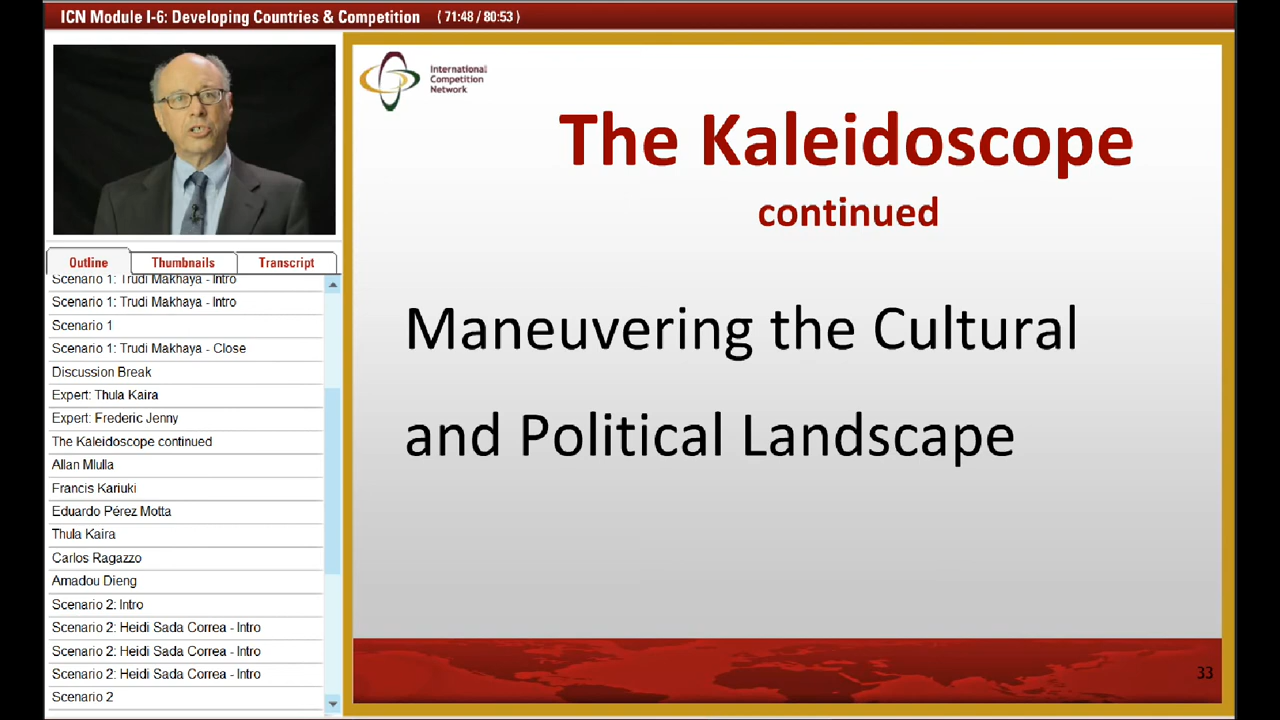 ICN Module I-6: Developing Countries & Competition ( 71:48 / 80:53 )
International
Competition
Network
The Kaleidoscope
continued
Maneuvering the Cultural
and Political Landscape
33
Outline Thumbnails Transcript
Scenario 1: Trudi Makhaya - Intro
Scenario 1: Trudi Makhaya - Intro
Scenario 1
Scenario 1: Trudi Makhaya - Close
Discussion Break
Expert: Thula Kaira
Expert: Frederic Jenny
The Kaleidoscope continued
Allan Mlulla
Francis Kariuki
Eduardo Pérez Motta
Thula Kaira
Carlos Ragazzo
Amadou Dieng
Scenario 2: Intro
Scenario 2: Heidi Sada Correa - Intro
Scenario 2: Heidi Sada Correa - Intro
Scenario 2: Heidi Sada Correa - Intro
Scenario 2